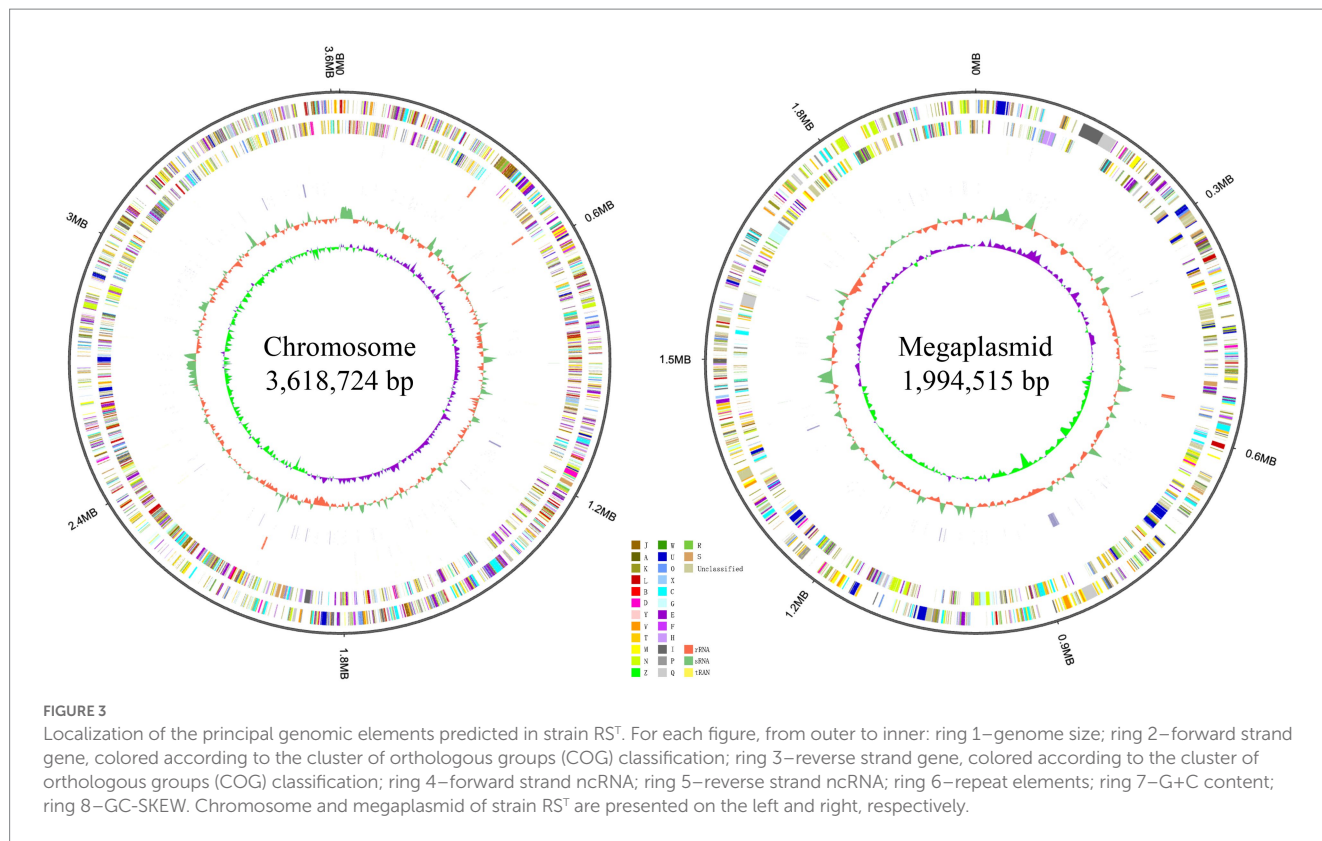 3.6MB
0MB
0.6MB
1.2MB
1.8MB
2.4MB
3MB
Chromosome
3,618,724 bp
0MB
0.3MB
0.6MB
0.9MB
1.2MB
1.5MB
1.8MB
Megaplasmid
1,994,515 bp
J W R
A U S
K O Unclassified
L X
B C
D G
Y E
V F
T H
M I rRNA
N P sRNA
Z Q tRAN
FIGURE 3
Localization of the principal genomic elements predicted in strain RSᵀ. For each figure, from outer to inner: ring 1–genome size; ring 2–forward strand
gene, colored according to the cluster of orthologous groups (COG) classification; ring 3–reverse strand gene, colored according to the cluster of
orthologous groups (COG) classification; ring 4–forward strand ncRNA; ring 5–reverse strand ncRNA; ring 6–repeat elements; ring 7–G+C content;
ring 8–GC-SKEW. Chromosome and megaplasmid of strain RSᵀ are presented on the left and right, respectively.